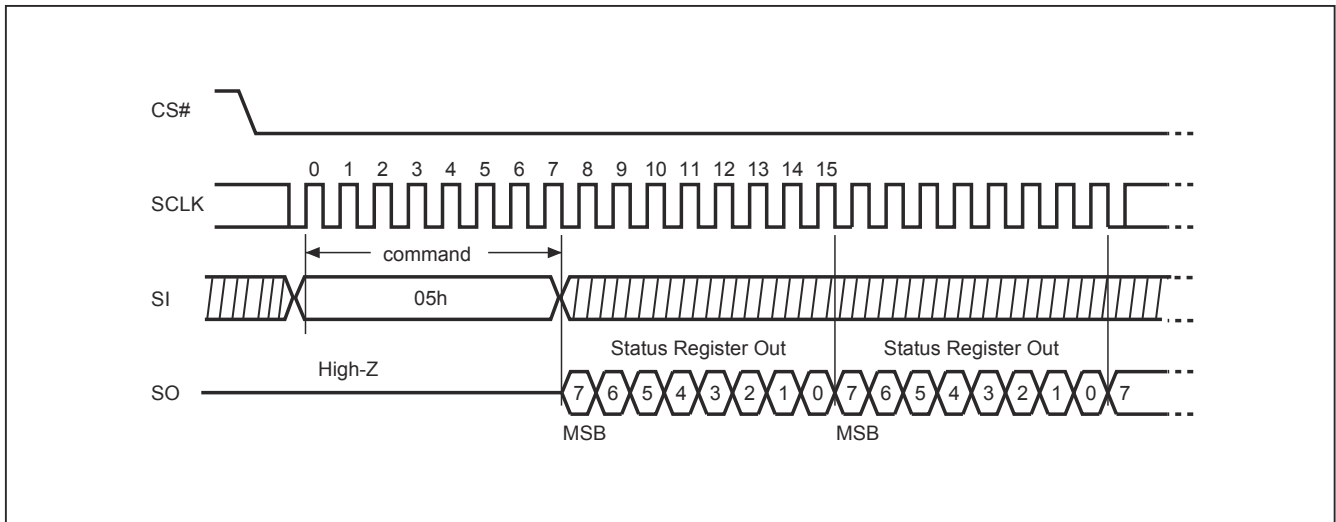 CS#
0 1 2 3 4 5 6 7 8 9 10 11 12 13 14 15
SCLK
command
SI
05h
Status Register Out Status Register Out
High-Z
SO
7 6 5 4 3 2 1 0 7 6 5 4 3 2 1 0 7
MSB MSB